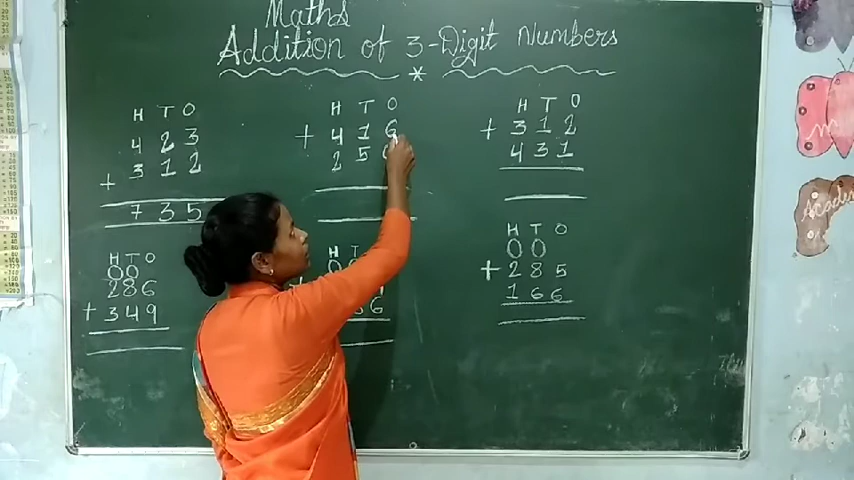 Maths
Addition of 3-Digit Numbers
*
H T O
4 2 3
+ 3 1 2
7 3 5
H T O
+ 4 1 6
2 5
H T O
+ 3 1 2
4 3 1
H T O
0 0
2 8 6
+ 3 4 9
H T
6
H T O
0 0
+ 2 8 5
1 6 6
Academy